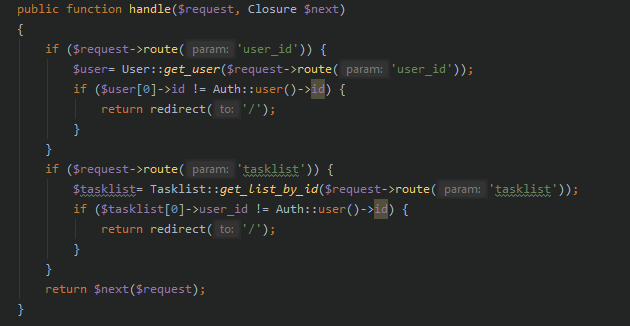 public function handle($request, Closure $next)
{
    if ($request->route( param: 'user_id')) {
        $user= User::get_user($request->route( param: 'user_id'));
        if ($user[0]->id != Auth::user()->id) {
            return redirect( to: '/');
        }
    }
    if ($request->route( param: 'tasklist')) {
        $tasklist= Tasklist::get_list_by_id($request->route( param: 'tasklist'));
        if ($tasklist[0]->user_id != Auth::user()->id) {
            return redirect( to: '/');
        }
    }
    return $next($request);
}